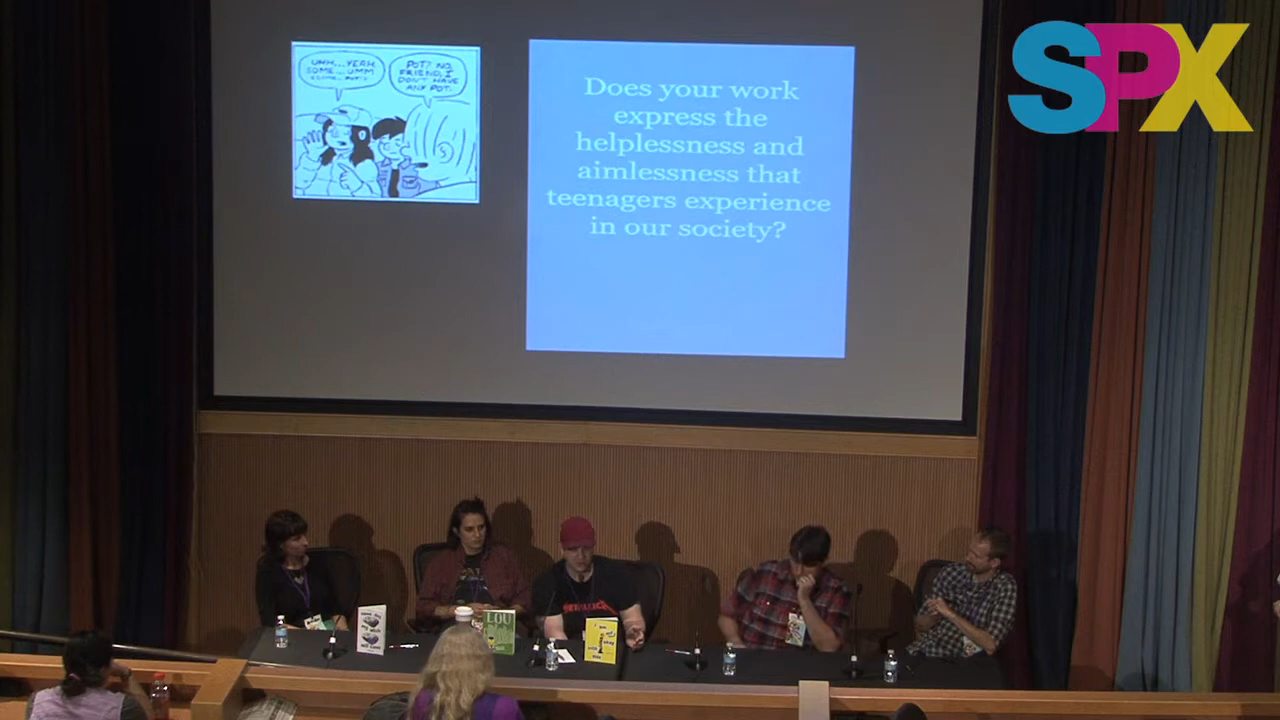 SPX
UMM...YEAH.
SOME...UMM
POT? NO,
FRIEND, I
DON'T HAVE
ANY POT.
Does your work
express the
helplessness and
aimlessness that
teenagers experience
in our society?
METALLICA
LOU